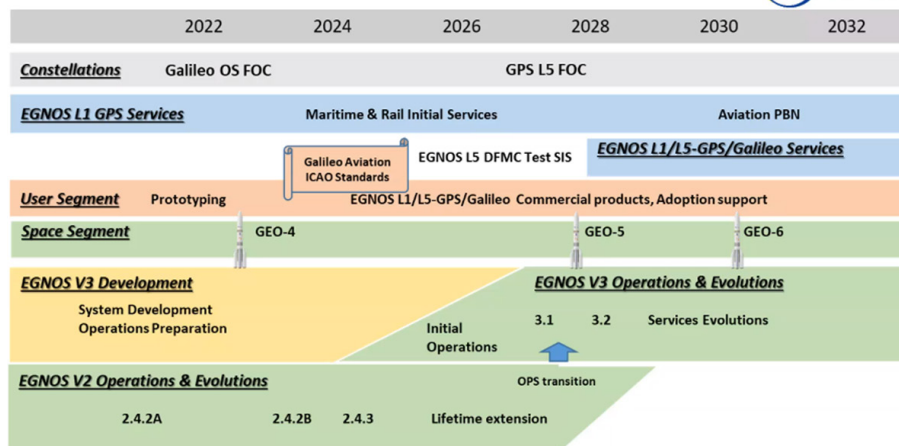 2022 2024 2026 2028 2030 2032
Constellations Galileo OS FOC GPS L5 FOC
EGNOS L1 GPS Services Maritime & Rail Initial Services Aviation PBN
Galileo Aviation
ICAO Standards
EGNOS L5 DFMC Test SIS
EGNOS L1/L5-GPS/Galileo Services
User Segment Prototyping EGNOS L1/L5-GPS/Galileo Commercial products, Adoption support
Space Segment GEO-4 GEO-5 GEO-6
EGNOS V3 Development
System Development
Operations Preparation
EGNOS V3 Operations & Evolutions
Initial
Operations
3.1 3.2 Services Evolutions
OPS transition
EGNOS V2 Operations & Evolutions
2.4.2A 2.4.2B 2.4.3 Lifetime extension